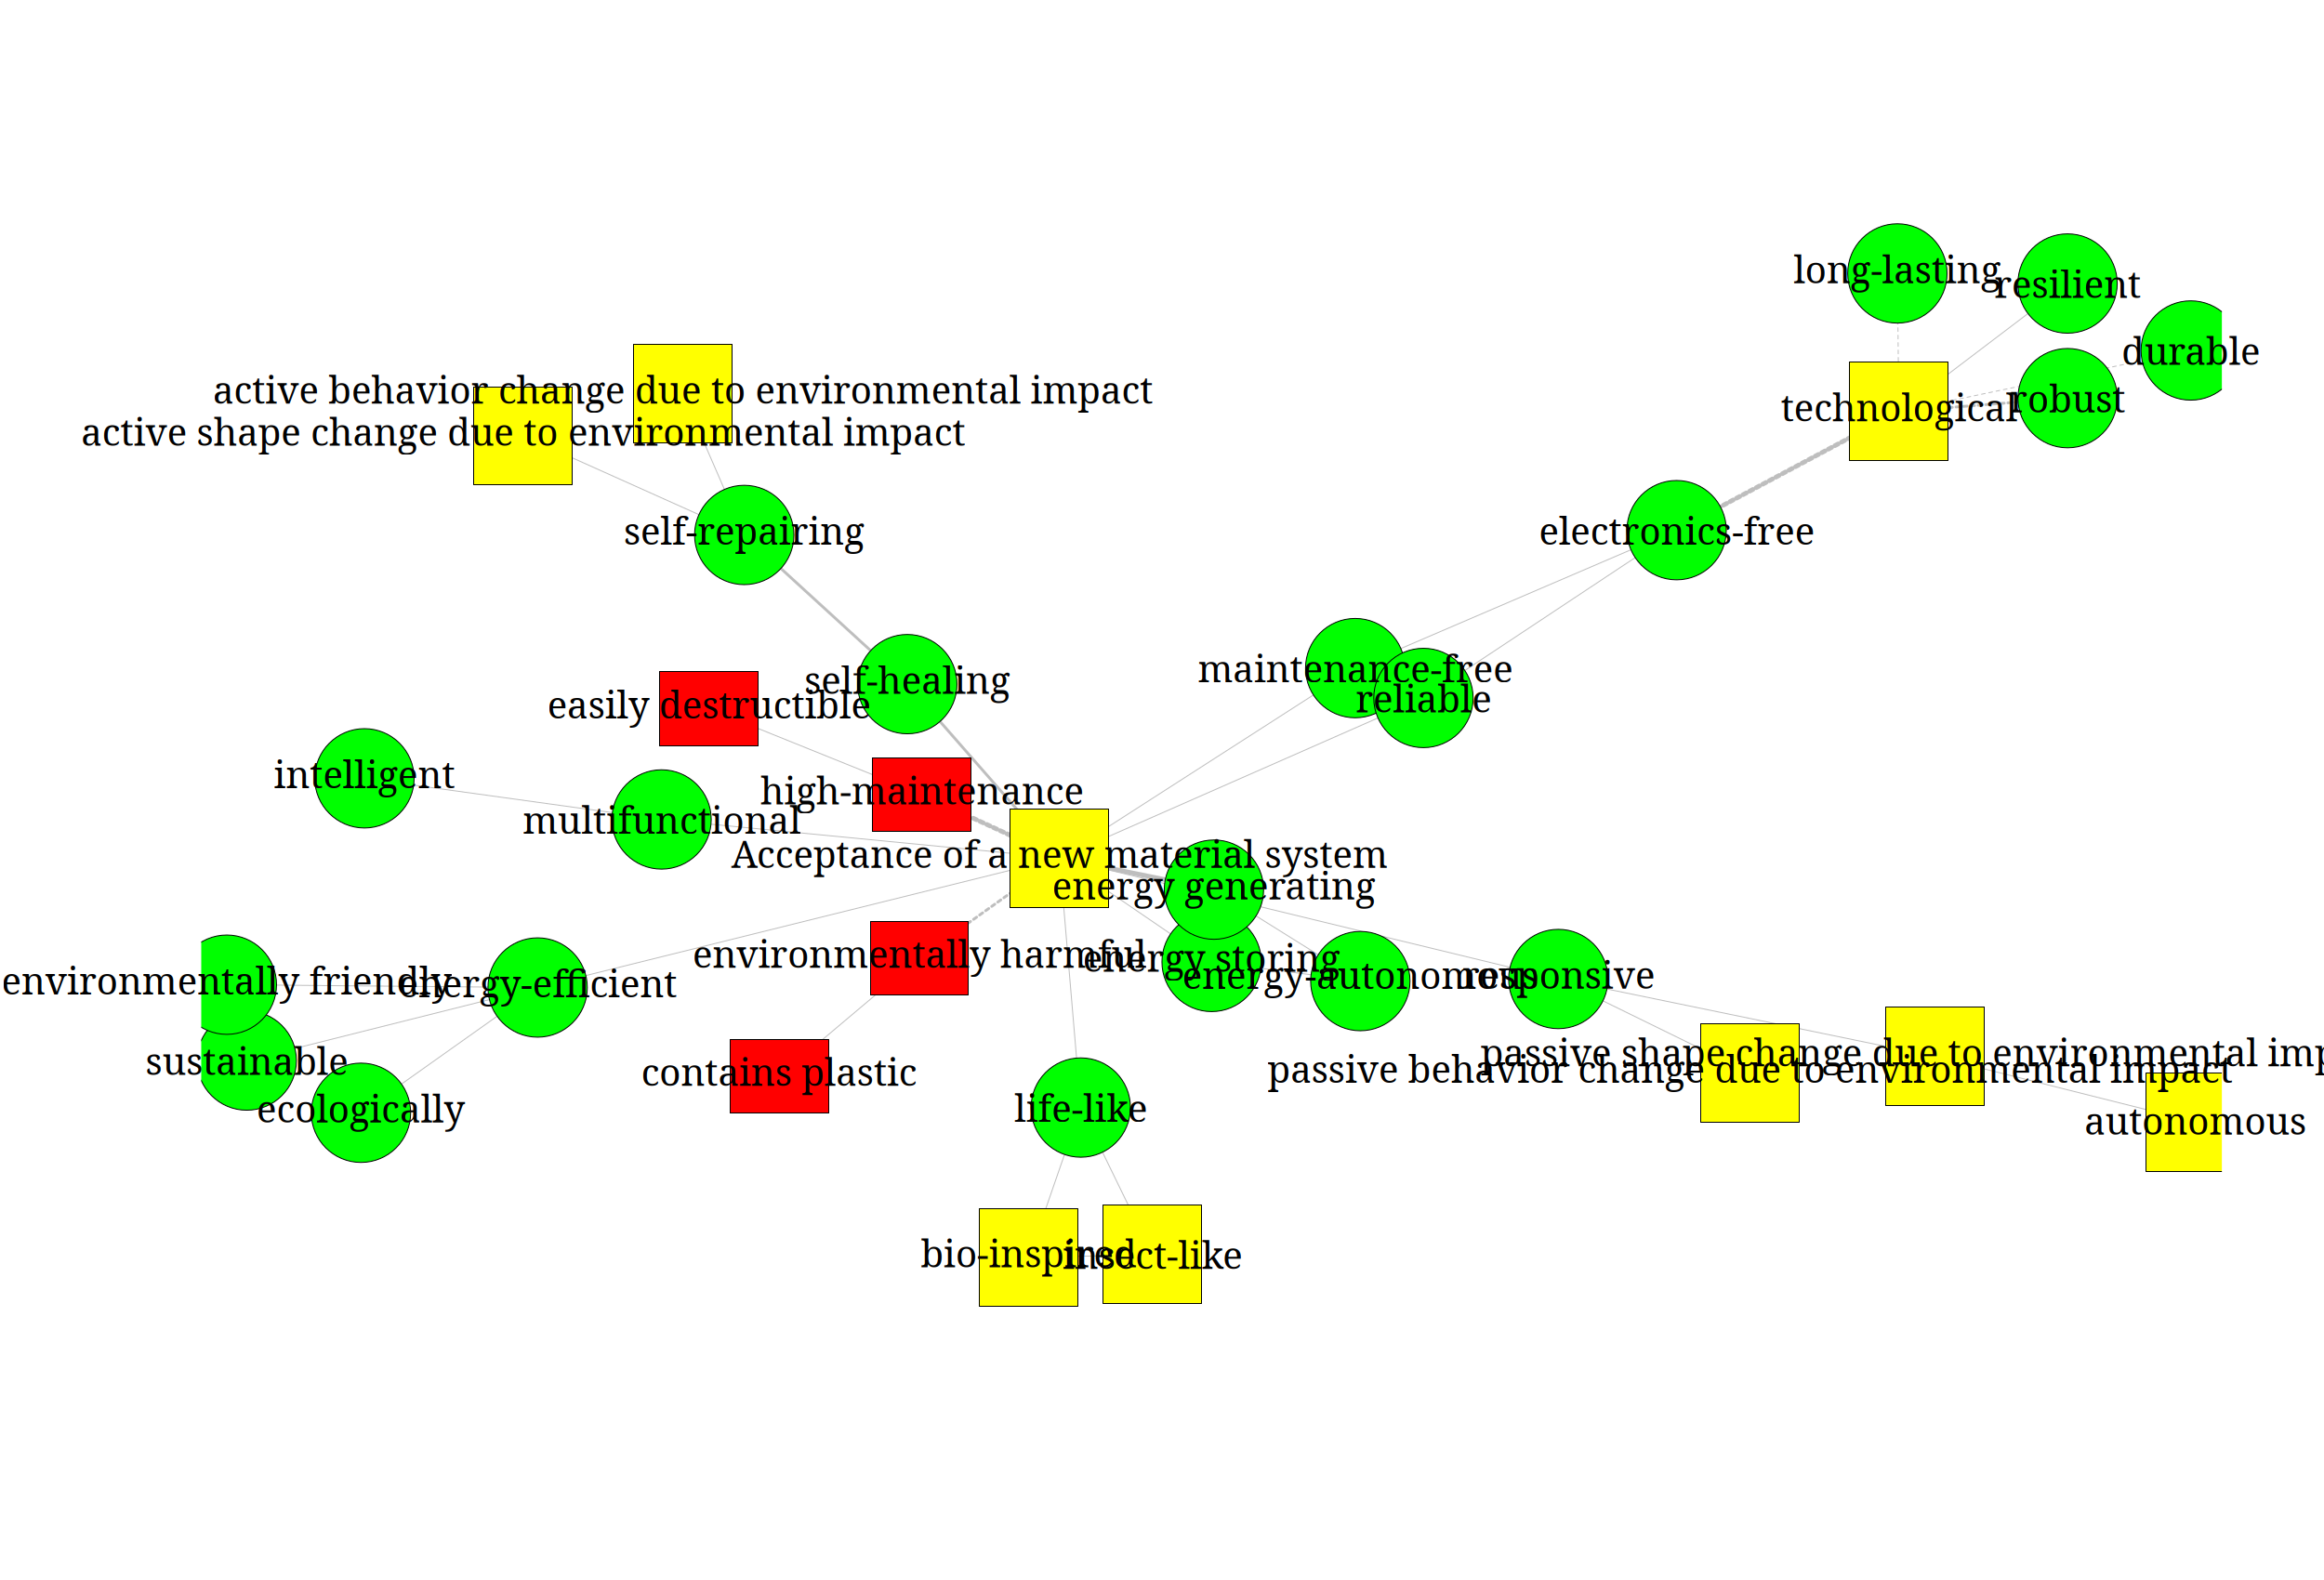 long-lasting
resilient
durable
active behavior change due to environmental impact
robust
technological
active shape change due to environmental impact
self-repairing
electronics-free
maintenance-free
self-healing
reliable
easily destructible
intelligent
high-maintenance
multifunctional
Acceptance of a new material system
energy generating
environmentally harmful
energy storing
energy-autonomous
responsive
environmentally friendly
energy-efficient
passive shape change due to environmental
sustainable
contains plastic
passive behavior change due to environmental impact
ecologically
life-like
autonomous
bio-inspired
insect-like